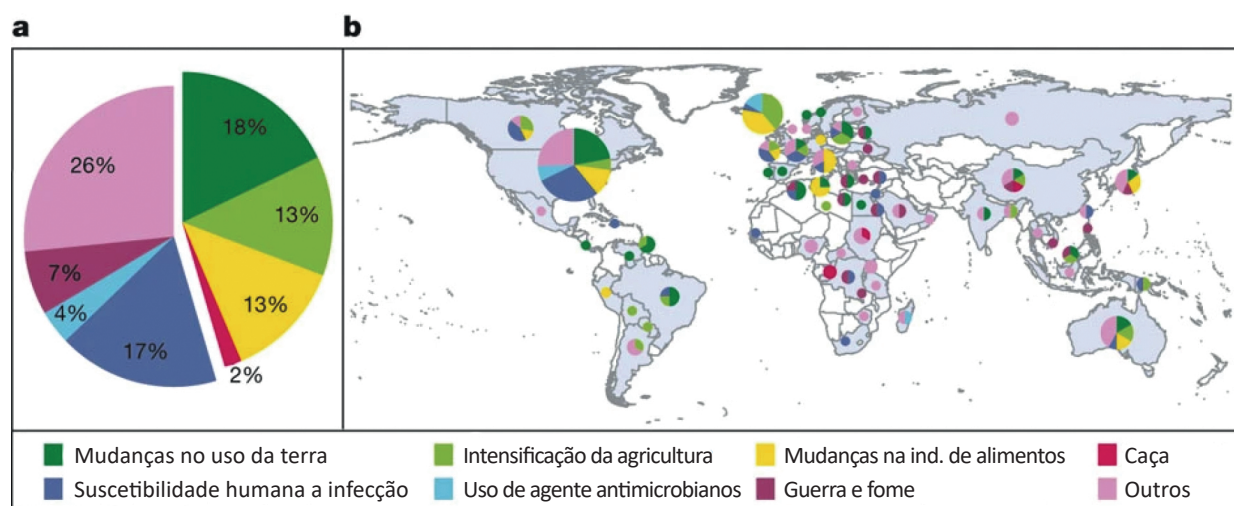 a
b
18%
26%
13%
7%
13%
4%
17%
2%
Mudanças no uso da terra
Intensificação da agricultura
Mudanças na ind. de alimentos
Caça
Suscetibilidade humana a infecção
Uso de agente antimicrobianos
Guerra e fome
Outros